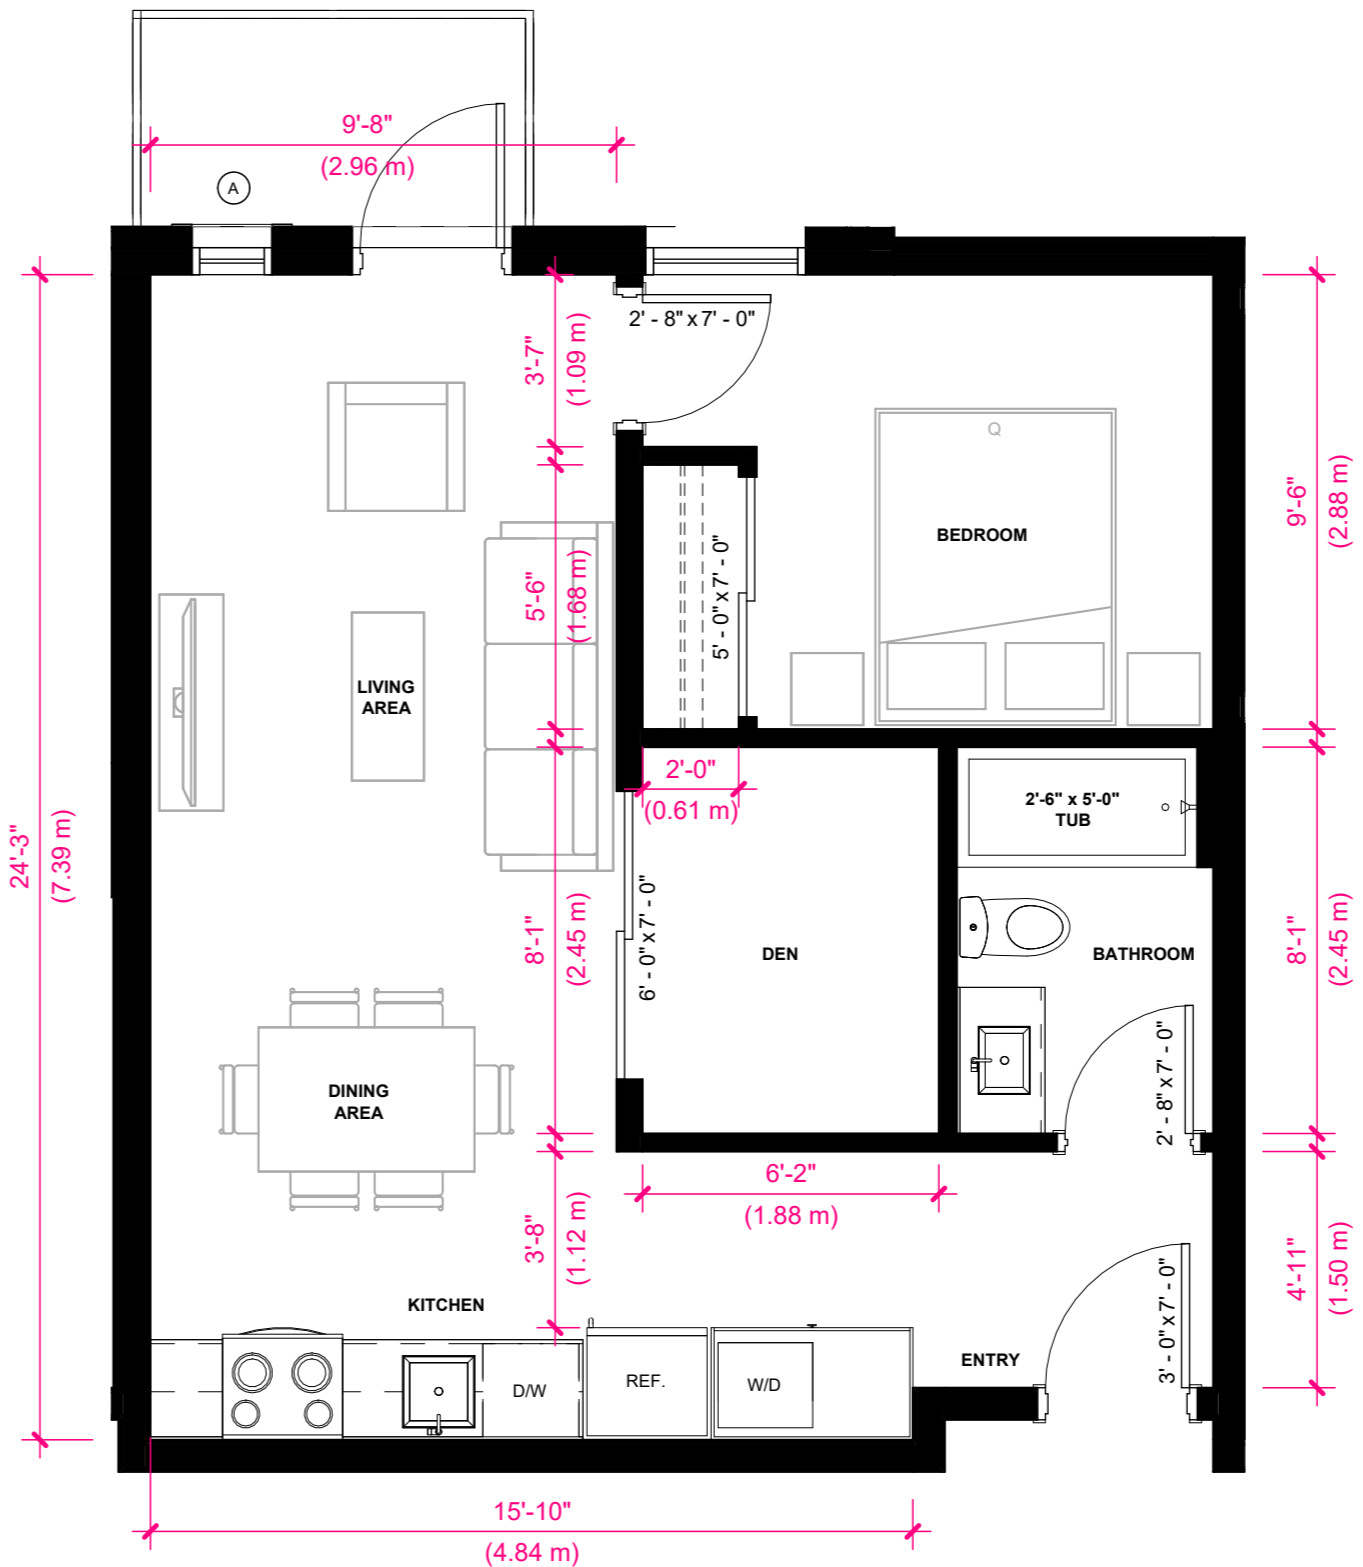 9'-8"
(2.96 m)
A
2' - 8" x 7' - 0"
3'-7"
(1.09 m)
Q
BEDROOM
9'-6"
(2.88 m)
5'-6"
(1.68 m)
5' - 0" x 7' - 0"
LIVING
AREA
2'-0"
(0.61 m)
2'-6" x 5'-0"
TUB
24'-3"
(7.39 m)
8'-1"
(2.45 m)
6' - 0" x 7' - 0"
DEN
BATHROOM
8'-1"
(2.45 m)
DINING
AREA
2' - 8" x 7' - 0"
6'-2"
(1.88 m)
3'-8"
(1.12 m)
4'-11"
(1.50 m)
3' - 0" x 7' - 0"
KITCHEN
ENTRY
D/W
REF.
W/D
15'-10"
(4.84 m)